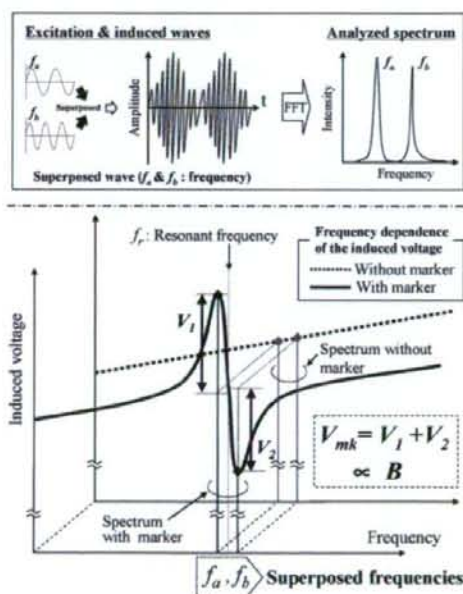 Excitation & induced waves
Analyzed spectrum
fa
Superposed
fb
Amplitude
t
FFT
Intensity
fa
fb
Frequency
Superposed wave (fa & fb : frequency)
fr : Resonant frequency
Frequency dependence
of the induced voltage
Without marker
With marker
Induced voltage
V1
Spectrum without
marker
V2
Vmk = V1 + V2
∝ B
Spectrum
with marker
Frequency
fa , fb
Superposed frequencies